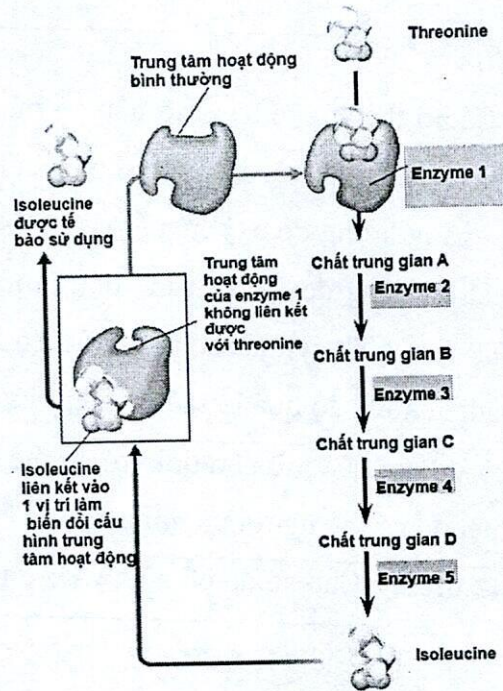 Threonine
Trung tâm hoạt động
bình thường
Enzyme 1
Isoleucine
được tế
bào sử dụng
Trung tâm
hoạt động
của enzyme 1
không liên kết
được
với threonine
Chất trung gian A
Enzyme 2
Chất trung gian B
Enzyme 3
Chất trung gian C
Enzyme 4
Chất trung gian D
Enzyme 5
Isoleucine
Isoleucine
liên kết vào
1 vị trí làm
biến đổi cấu
hình trung
tâm hoạt động